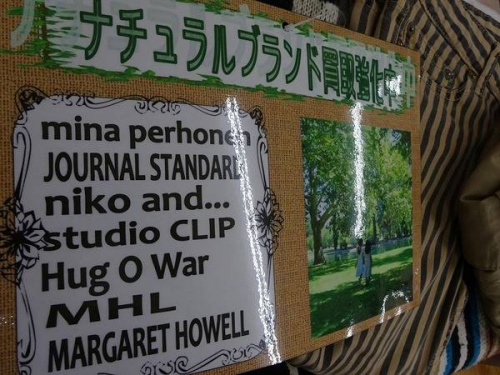 ナチュラルブランド買取強化中!!
mina perhonen
JOURNAL STANDARD
niko and...
studio CLIP
Hug O War
MHL
MARGARET HOWELL